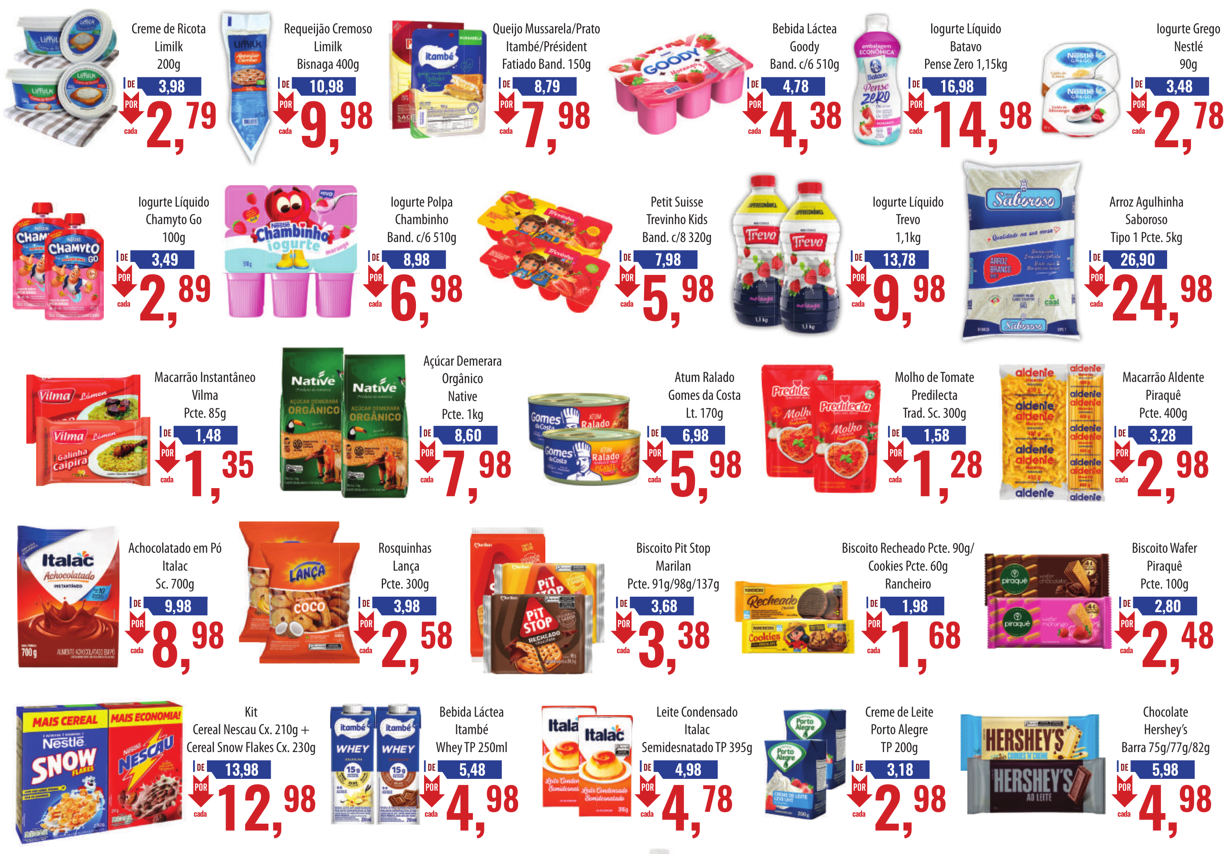 Creme de Ricota
Limilk
200g
DE 3,98
POR
cada
2,79
Requeijão Cremoso
Limilk
Bisnaga 400g
DE 10,98
POR
cada
9,98
Queijo Mussarela/Prato
Itambé/Président
Fatiado Band. 150g
DE 8,79
POR
cada
7,98
Bebida Láctea
Goody
Band. c/6 510g
DE 4,78
POR
cada
4,38
Iogurte Líquido
Batavo
Pense Zero 1,15kg
DE 16,98
POR
cada
14,98
Iogurte Grego
Nestlé
90g
DE 3,48
POR
cada
2,78
Iogurte Líquido
Chamyto Go
100g
DE 3,49
POR
cada
2,89
Iogurte Polpa
Chambinho
Band. c/6 510g
DE 8,98
POR
cada
6,98
Petit Suisse
Trevinho Kids
Band. c/8 320g
DE 7,98
POR
cada
5,98
Iogurte Líquido
Trevo
1,1kg
DE 13,78
POR
cada
9,98
Arroz Agulhinha
Saboroso
Tipo 1 Pcte. 5kg
DE 26,90
POR
cada
24,98
Macarrão Instantâneo
Vilma
Pcte. 85g
DE 1,48
POR
cada
1,35
Açúcar Demerara
Orgânico
Native
Pcte. 1kg
DE 8,60
POR
cada
7,98
Atum Ralado
Gomes da Costa
Lt. 170g
DE 6,98
POR
cada
5,98
Molho de Tomate
Predilecta
Trad. Sc. 300g
DE 1,58
POR
cada
1,28
Macarrão Aldente
Piraquê
Pcte. 400g
DE 3,28
POR
cada
2,98
Achocolatado em Pó
Italac
Sc. 700g
DE 9,98
POR
cada
8,98
Rosquinhas
Lança
Pcte. 300g
DE 3,98
POR
cada
2,58
Biscoito Pit Stop
Marilan
Pcte. 91g/98g/137g
DE 3,68
POR
cada
3,38
Biscoito Recheado Pcte. 90g/
Cookies Pcte. 60g
Rancheiro
DE 1,98
POR
cada
1,68
Biscoito Wafer
Piraquê
Pcte. 100g
DE 2,80
POR
cada
2,48
Kit
Cereal Nescau Cx. 210g +
Cereal Snow Flakes Cx. 230g
DE 13,98
POR
cada
12,98
Bebida Láctea
Itambé
Whey TP 250ml
DE 5,48
POR
cada
4,98
Leite Condensado
Italac
Semidesnatado TP 395g
DE 4,98
POR
cada
4,78
Creme de Leite
Porto Alegre
TP 200g
DE 3,18
POR
cada
2,98
Chocolate
Hershey's
Barra 75g/77g/82g
DE 5,98
POR
cada
4,98